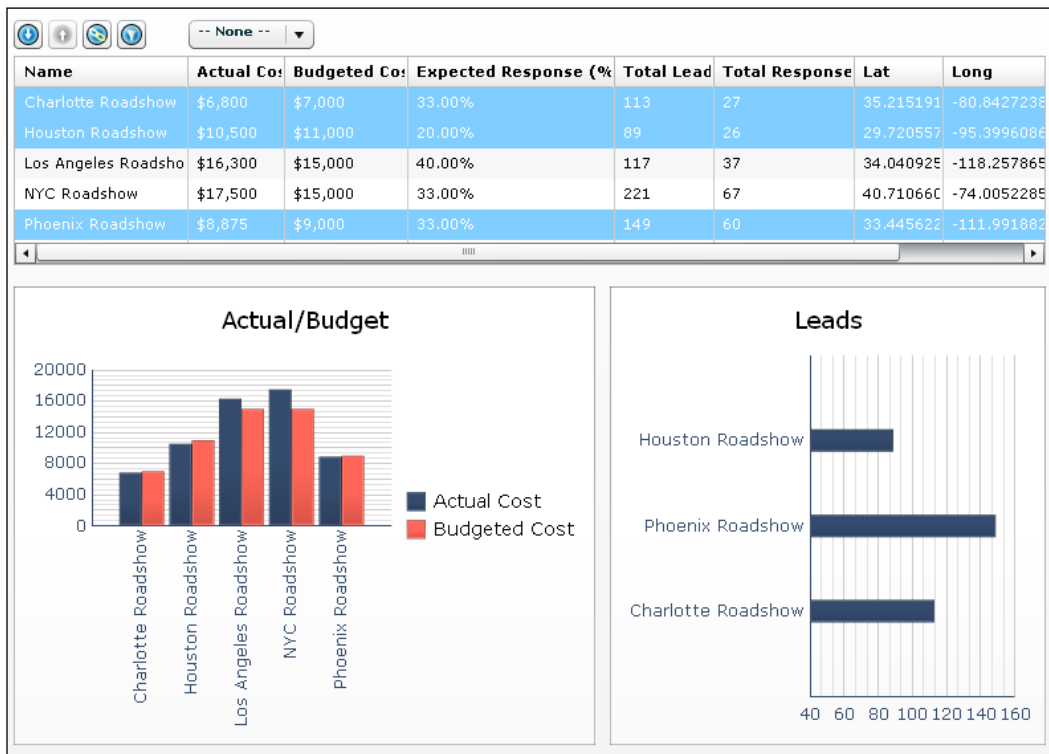 -- None --
Name Actual Cos Budgeted Cos Expected Response (% Total Lead Total Response Lat Long
Charlotte Roadshow $6,800 $7,000 33.00% 113 27 35.215191 -80.8427238
Houston Roadshow $10,500 $11,000 20.00% 89 26 29.720557 -95.3996086
Los Angeles Roadsho $16,300 $15,000 40.00% 117 37 34.040925 -118.257865
NYC Roadshow $17,500 $15,000 33.00% 221 67 40.710660 -74.0052285
Phoenix Roadshow $8,875 $9,000 33.00% 149 60 33.445622 -111.991882
Actual/Budget
20000
16000
12000
8000
4000
0
Charlotte Roadshow
Houston Roadshow
Los Angeles Roadshow
NYC Roadshow
Phoenix Roadshow
Actual Cost
Budgeted Cost
Leads
Houston Roadshow
Phoenix Roadshow
Charlotte Roadshow
40 60 80 100 120 140 160